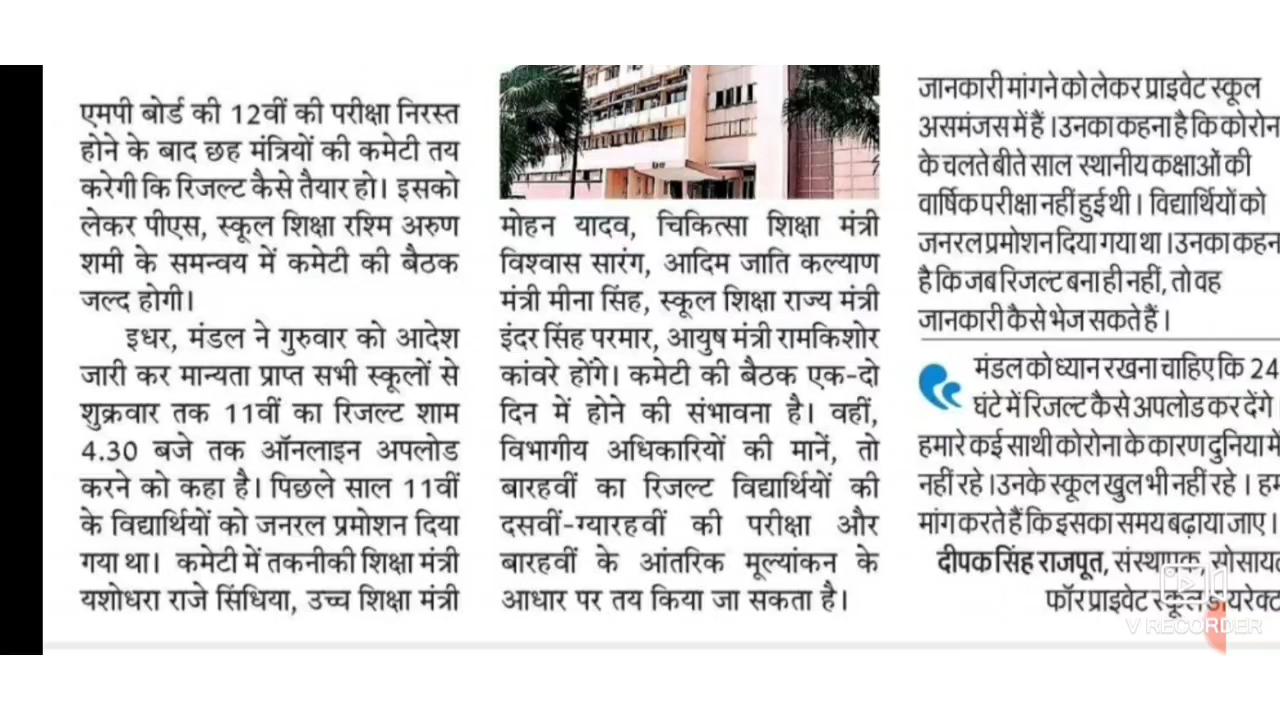 एमपी बोर्ड की 12वीं की परीक्षा निरस्त
होने के बाद छह मंत्रियों की कमेटी तय
करेगी कि रिजल्ट कैसे तैयार हो। इसको
लेकर पीएस, स्कूल शिक्षा रश्मि अरुण
शमी के समन्वय में कमेटी की बैठक
जल्द होगी।
इधर, मंडल ने गुरुवार को आदेश
जारी कर मान्यता प्राप्त सभी स्कूलों से
शुक्रवार तक 11वीं का रिजल्ट शाम
4.30 बजे तक ऑनलाइन अपलोड
करने को कहा है। पिछले साल 11वीं
के विद्यार्थियों को जनरल प्रमोशन दिया
गया था। कमेटी में तकनीकी शिक्षा मंत्री
यशोधरा राजे सिंधिया, उच्च शिक्षा मंत्री
मोहन यादव, चिकित्सा शिक्षा मंत्री
विश्वास सारंग, आदिम जाति कल्याण
मंत्री मीना सिंह, स्कूल शिक्षा राज्य मंत्री
इंदर सिंह परमार, आयुष मंत्री रामकिशोर
कांवरे होंगे। कमेटी की बैठक एक-दो
दिन में होने की संभावना है। वहीं,
विभागीय अधिकारियों की मानें, तो
बारहवीं का रिजल्ट विद्यार्थियों की
दसवीं-ग्यारहवीं की परीक्षा और
बारहवीं के आंतरिक मूल्यांकन के
आधार पर तय किया जा सकता है।
जानकारी मांगने को लेकर प्राइवेट स्कूल
असमंजस में हैं। उनका कहना है कि कोरोन
के चलते बीते साल स्थानीय कक्षाओं की
वार्षिक परीक्षा नहीं हुई थी। विद्यार्थियों को
जनरल प्रमोशन दिया गया था। उनका कहन
है कि जब रिजल्ट बना ही नहीं, तो वह
जानकारी कैसे भेज सकते हैं।
मंडल को ध्यान रखना चाहिए कि 24
घंटे में रिजल्ट कैसे अपलोड कर देंगे।
हमारे कई साथी कोरोना के कारण दुनिया में
नहीं रहे। उनके स्कूल खुल भी नहीं रहे। हम
मांग करते हैं कि इसका समय बढ़ाया जाए।
दीपक सिंह राजपूत, संस्थापक, सोसायट
फॉर प्राइवेट स्कूल डायरेक्ट
V RECORDER